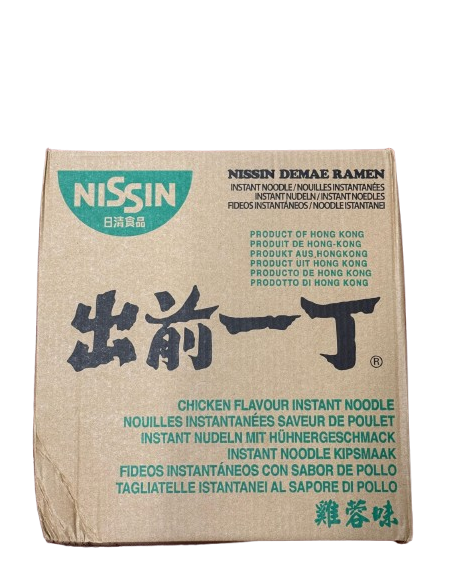 NISSIN
日清食品
NISSIN DEMAE RAMEN
INSTANT NOODLE / NOUILLES INSTANTANÉES
INSTANT NUDELN / INSTANT NOEDLES
FIDEOS INSTANTÁNEOS / NOODLE ISTANTANEI
PRODUCT OF HONG KONG
PRODUIT DE HONG-KONG
PRODUKT AUS HONGKONG
PRODUCT UIT HONG KONG
PRODUCTO DE HONG KONG
PRODOTTO DI HONG KONG
出前一丁®
CHICKEN FLAVOUR INSTANT NOODLE
NOUILLES INSTANTANÉES SAVEUR DE POULET
INSTANT NUDELN MIT HÜHNERGESCHMACK
INSTANT NOODLE KIPSMAAK
FIDEOS INSTANTÁNEOS CON SABOR DE POLLO
TAGLIATELLE ISTANTANEI AL SAPORE DI POLLO
雞蓉味